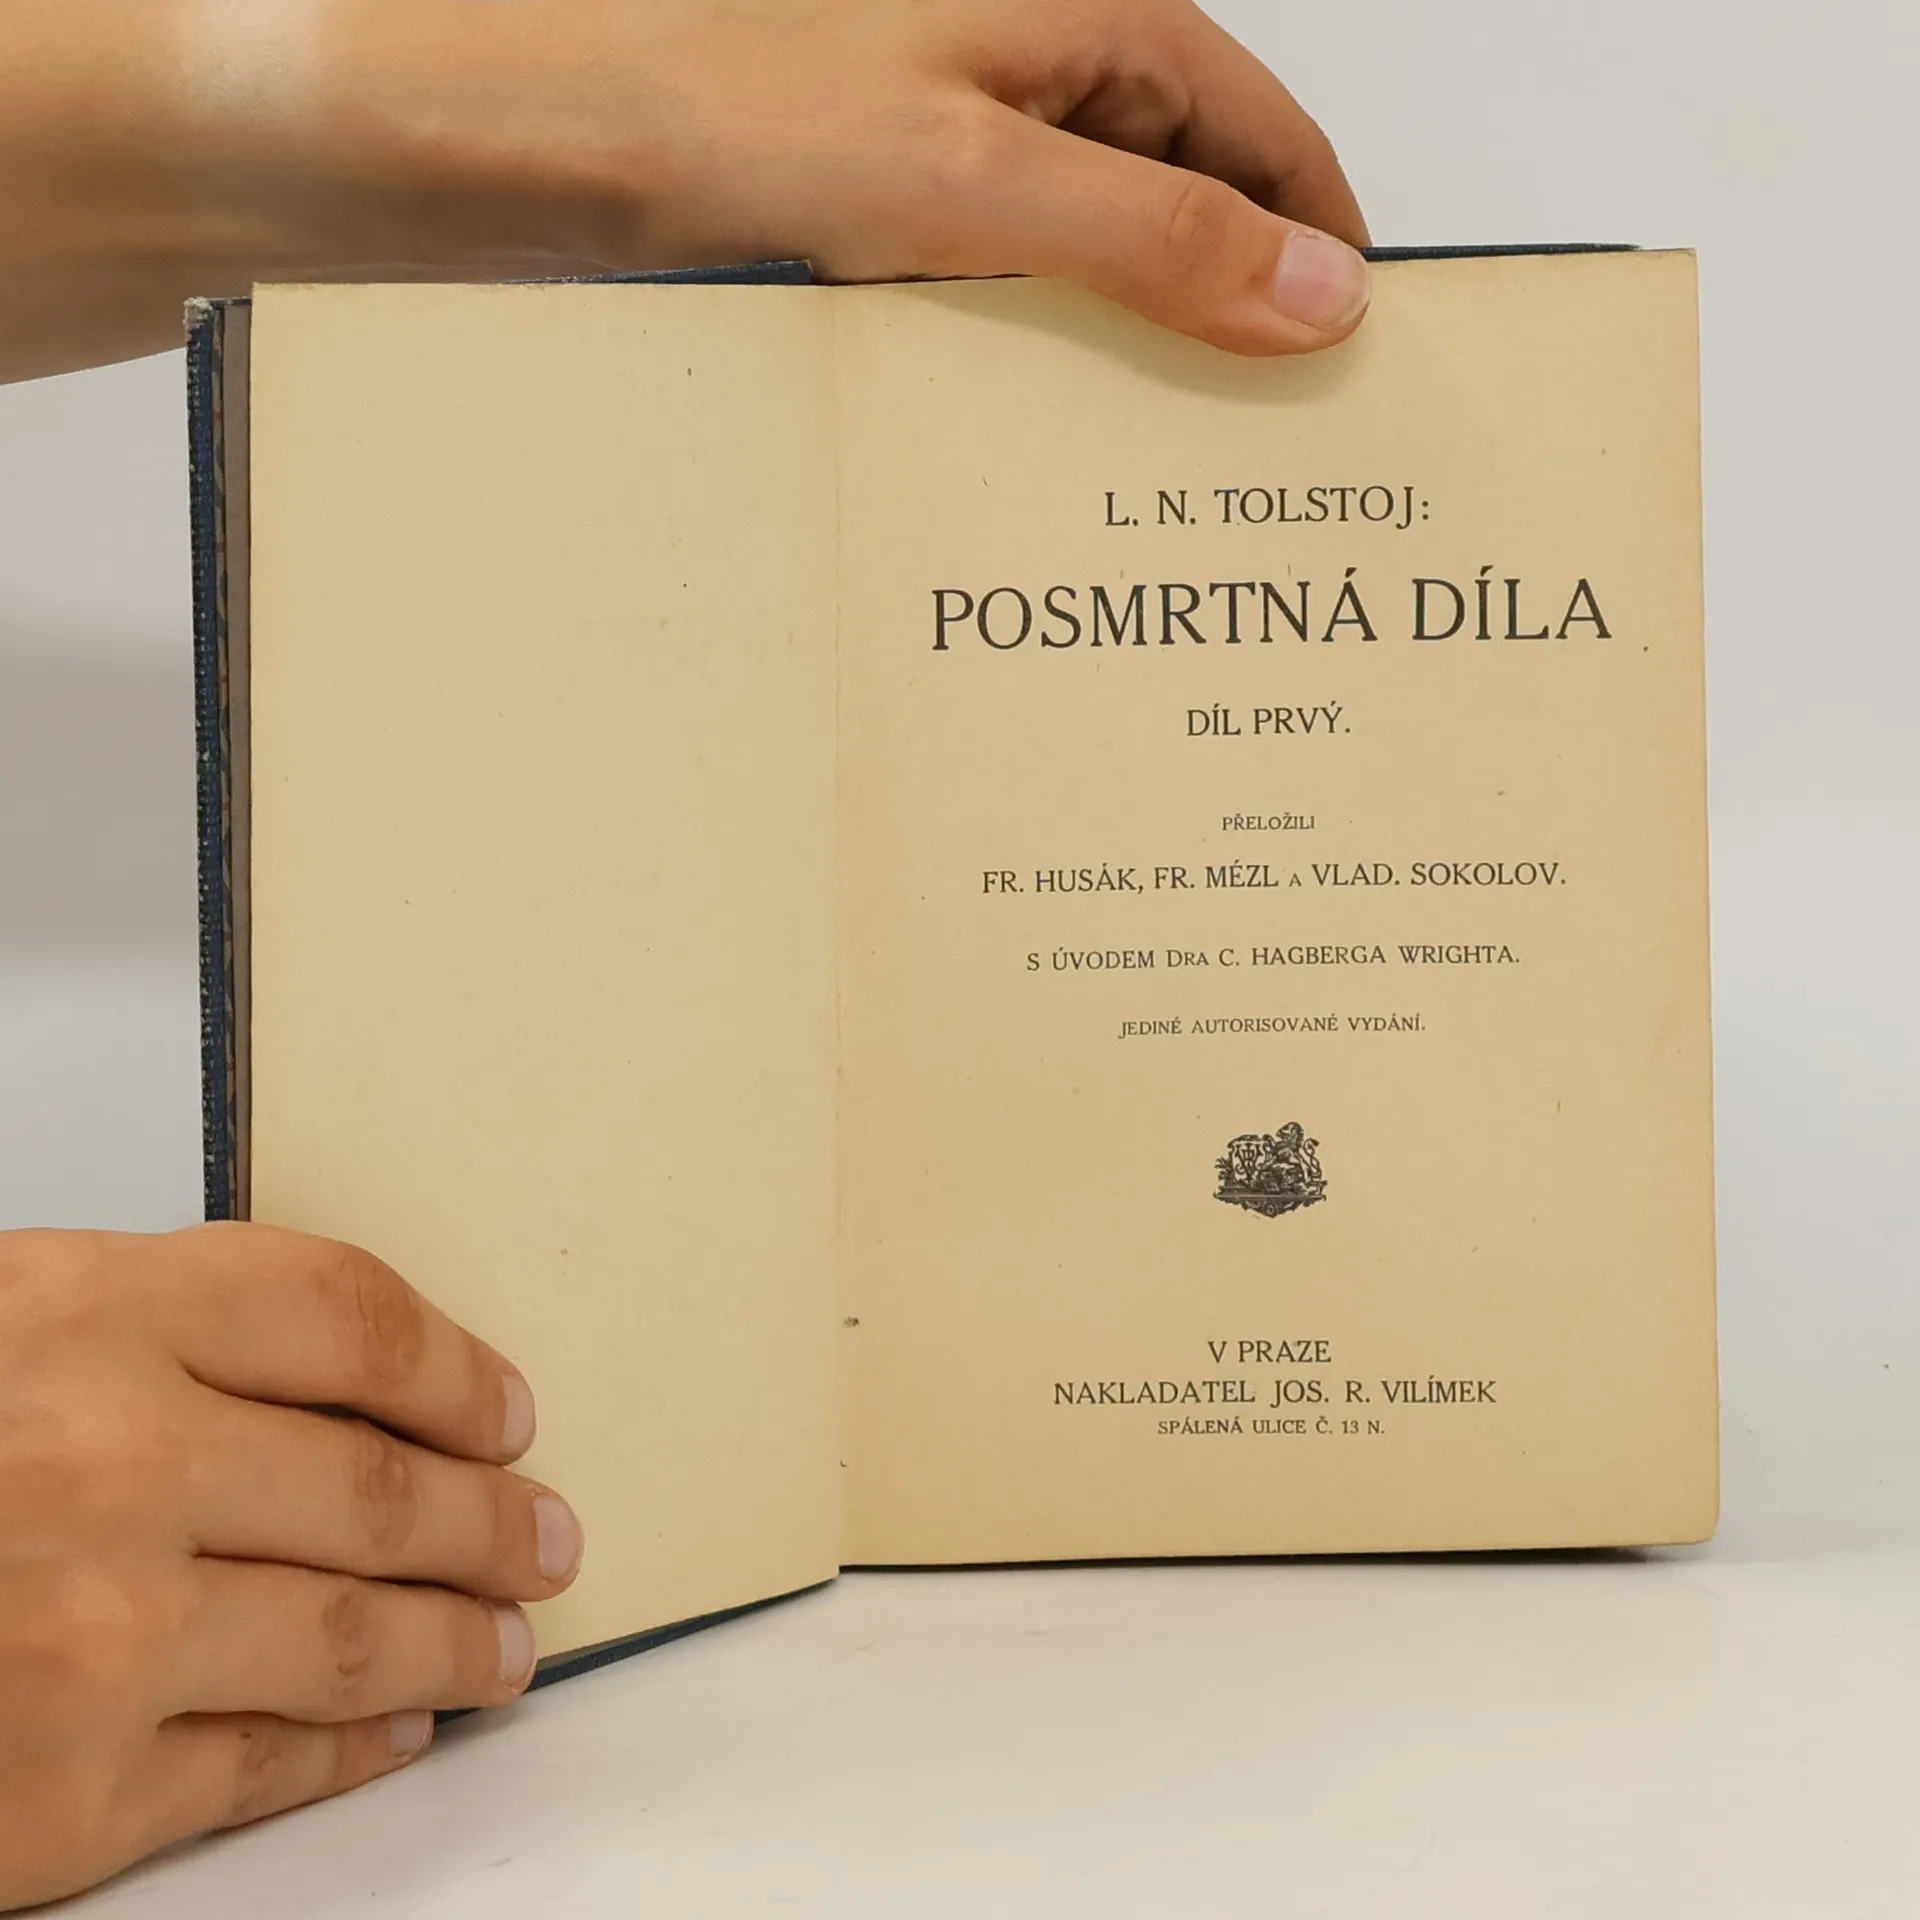 L. N. TOLSTOJ:
POSMRTNÁ DÍLA
DÍL PRVÝ.
PŘELOŽILI
FR. HUSÁK, FR. MÉZL A VLAD. SOKOLOV.
S ÚVODEM DRA C. HAGBERGA WRIGHTA.
JEDINÉ AUTORISOVANÉ VYDÁNÍ.
V PRAZE
NAKLADATEL JOS. R. VILÍMEK
SPÁLENÁ ULICE Č. 13 N.